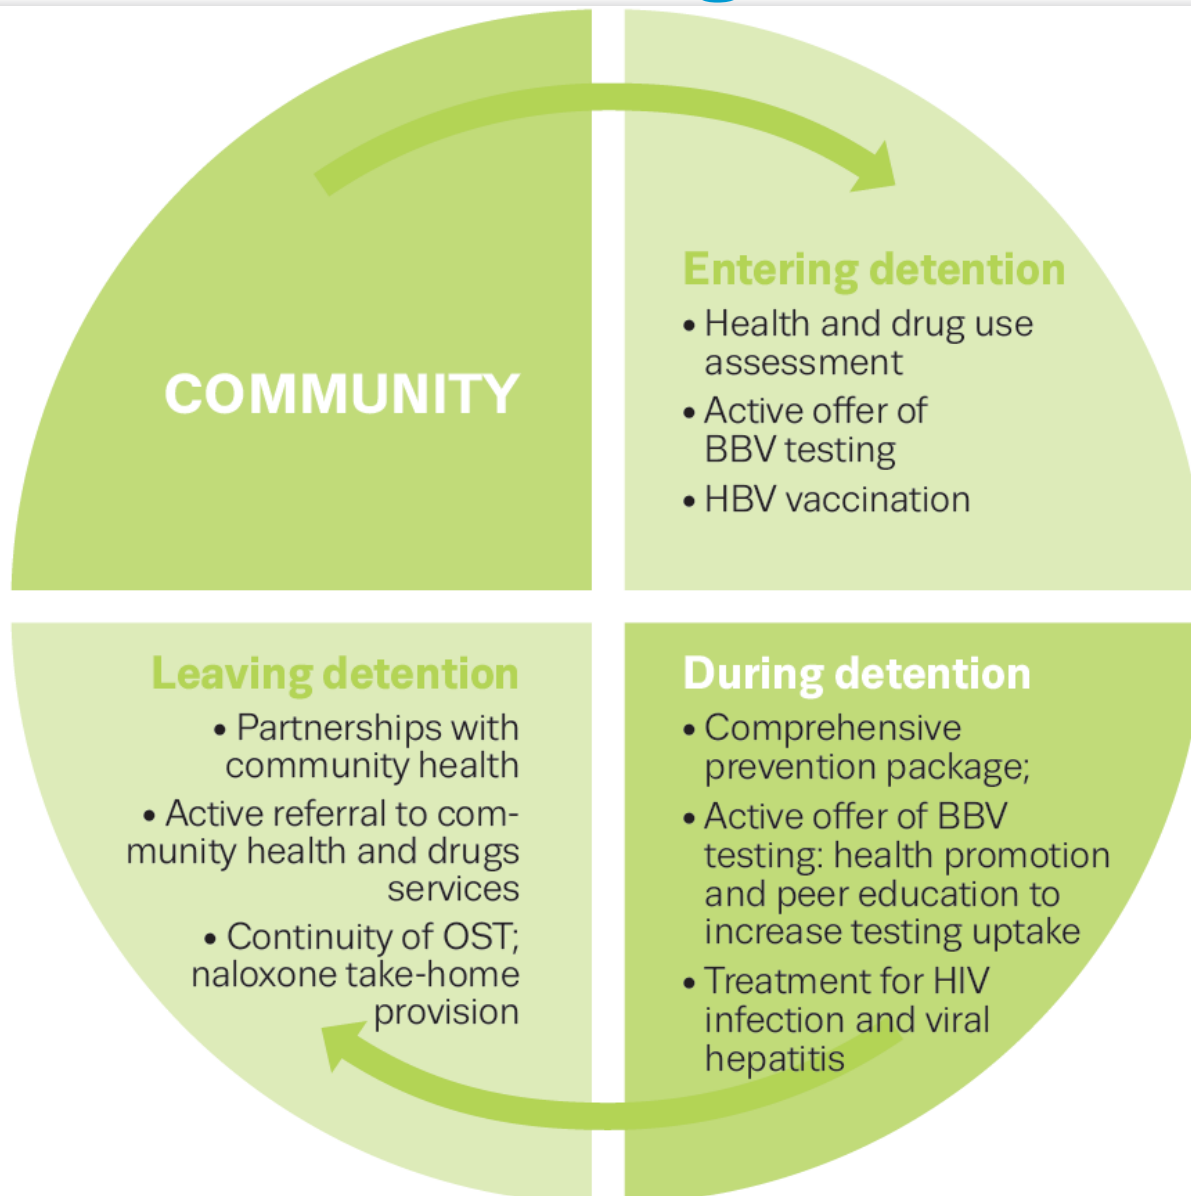 COMMUNITY
Entering detention
• Health and drug use
assessment
• Active offer of
BBV testing
• HBV vaccination
Leaving detention
• Partnerships with
community health
• Active referral to com-
munity health and drugs
services
• Continuity of OST;
naloxone take-home
provision
During detention
• Comprehensive
prevention package;
• Active offer of BBV
testing: health promotion
and peer education to
increase testing uptake
• Treatment for HIV
infection and viral
hepatitis